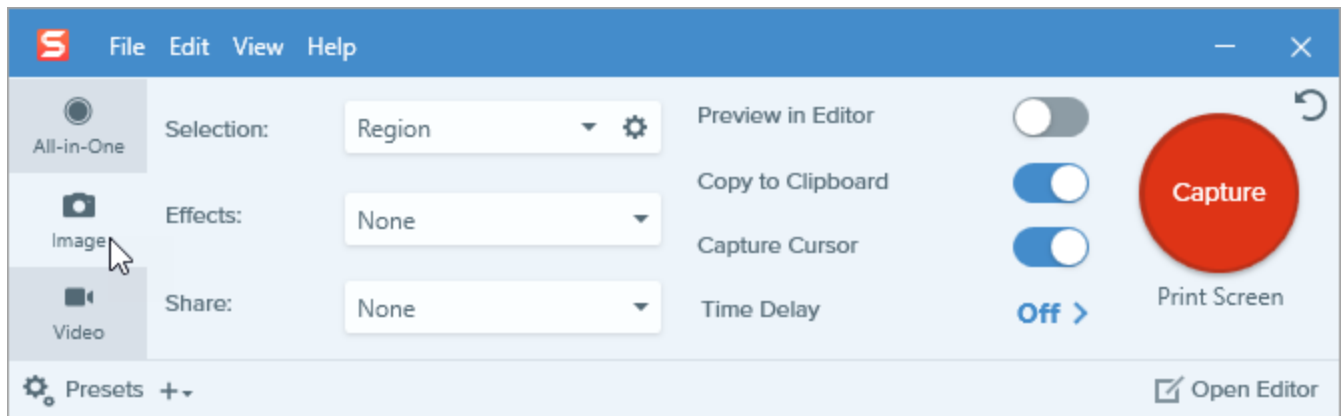 File Edit View Help
All-in-One
Image
Video
Selection: Region
Effects: None
Share: None
Preview in Editor
Copy to Clipboard
Capture Cursor
Time Delay Off
Capture
Print Screen
Presets
Open Editor